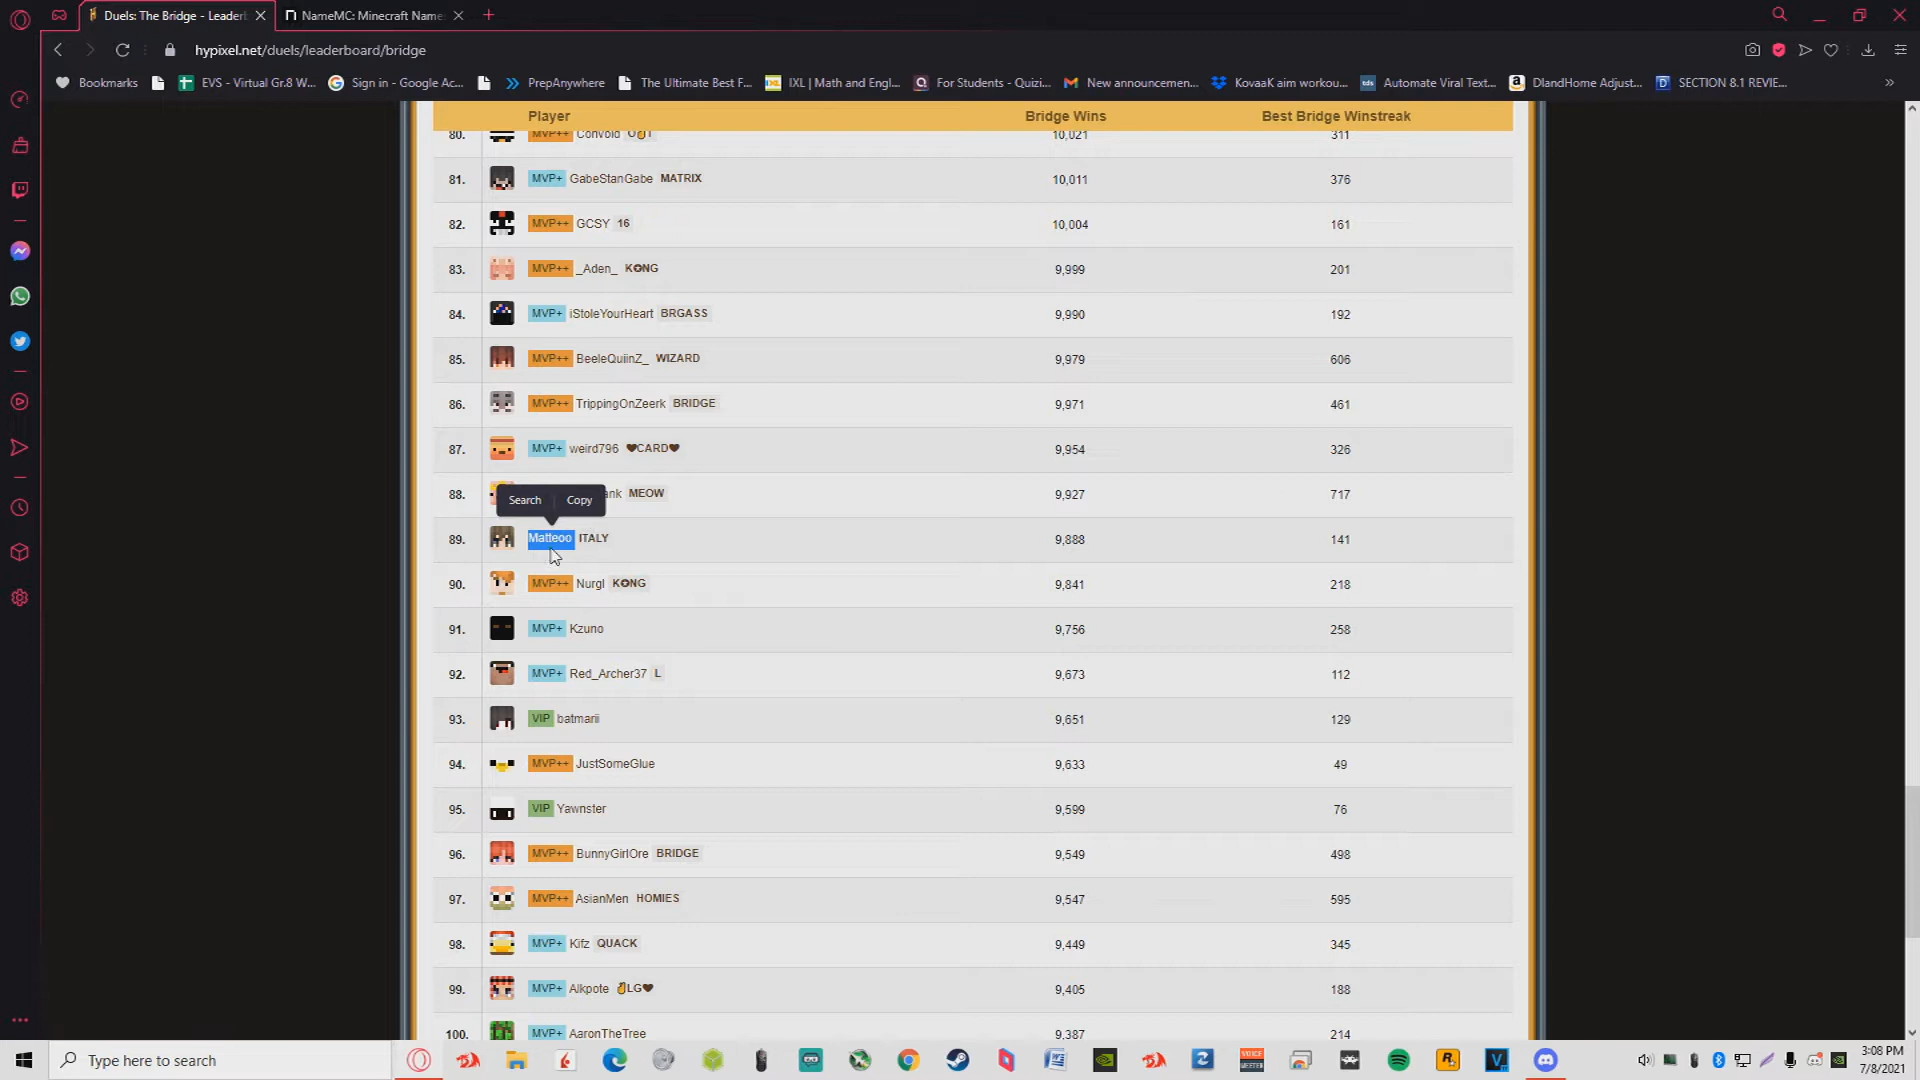 Duels: The Bridge - Leader
NameMC: Minecraft Name
hypixel.net/duels/leaderboard/bridge
Bookmarks
EVS - Virtual Gr.8 W...
Sign in - Google Ac...
PrepAnywhere
The Ultimate Best F...
IXL | Math and Engl...
For Students - Quizi...
New announcemen...
KovaaK aim workou...
Automate Viral Text...
DlandHome Adjust...
SECTION 8.1 REVIE...
Player Bridge Wins Best Bridge Winstreak
80. MVP++ Convoid 10,021 311
81. MVP+ GabeStanGabe MATRIX 10,011 376
82. MVP++ GCSY 16 10,004 161
83. MVP++ _Aden_ K✪NG 9,999 201
84. MVP+ iStoleYourHeart BRGASS 9,990 192
85. MVP++ BeeleQuiinZ_ WIZARD 9,979 606
86. MVP++ TrippingOnZeerk BRIDGE 9,971 461
87. MVP+ weird796 ♥CARD♥ 9,954 326
Search Copy
88. ank MEOW 9,927 717
89. Matteoo ITALY 9,888 141
90. MVP++ Nurgl K✪NG 9,841 218
91. MVP+ Kzuno 9,756 258
92. MVP+ Red_Archer37 L 9,673 112
93. VIP batmarii 9,651 129
94. MVP++ JustSomeGlue 9,633 49
95. VIP Yawnster 9,599 76
96. MVP++ BunnyGirlOre BRIDGE 9,549 498
97. MVP++ AsianMen HOMIES 9,547 595
98. MVP+ Kifz QUACK 9,449 345
99. MVP+ Alkpote ✌LG♥ 9,405 188
100. MVP+ AaronTheTree 9,387 214
Type here to search
3:08 PM
7/8/2021